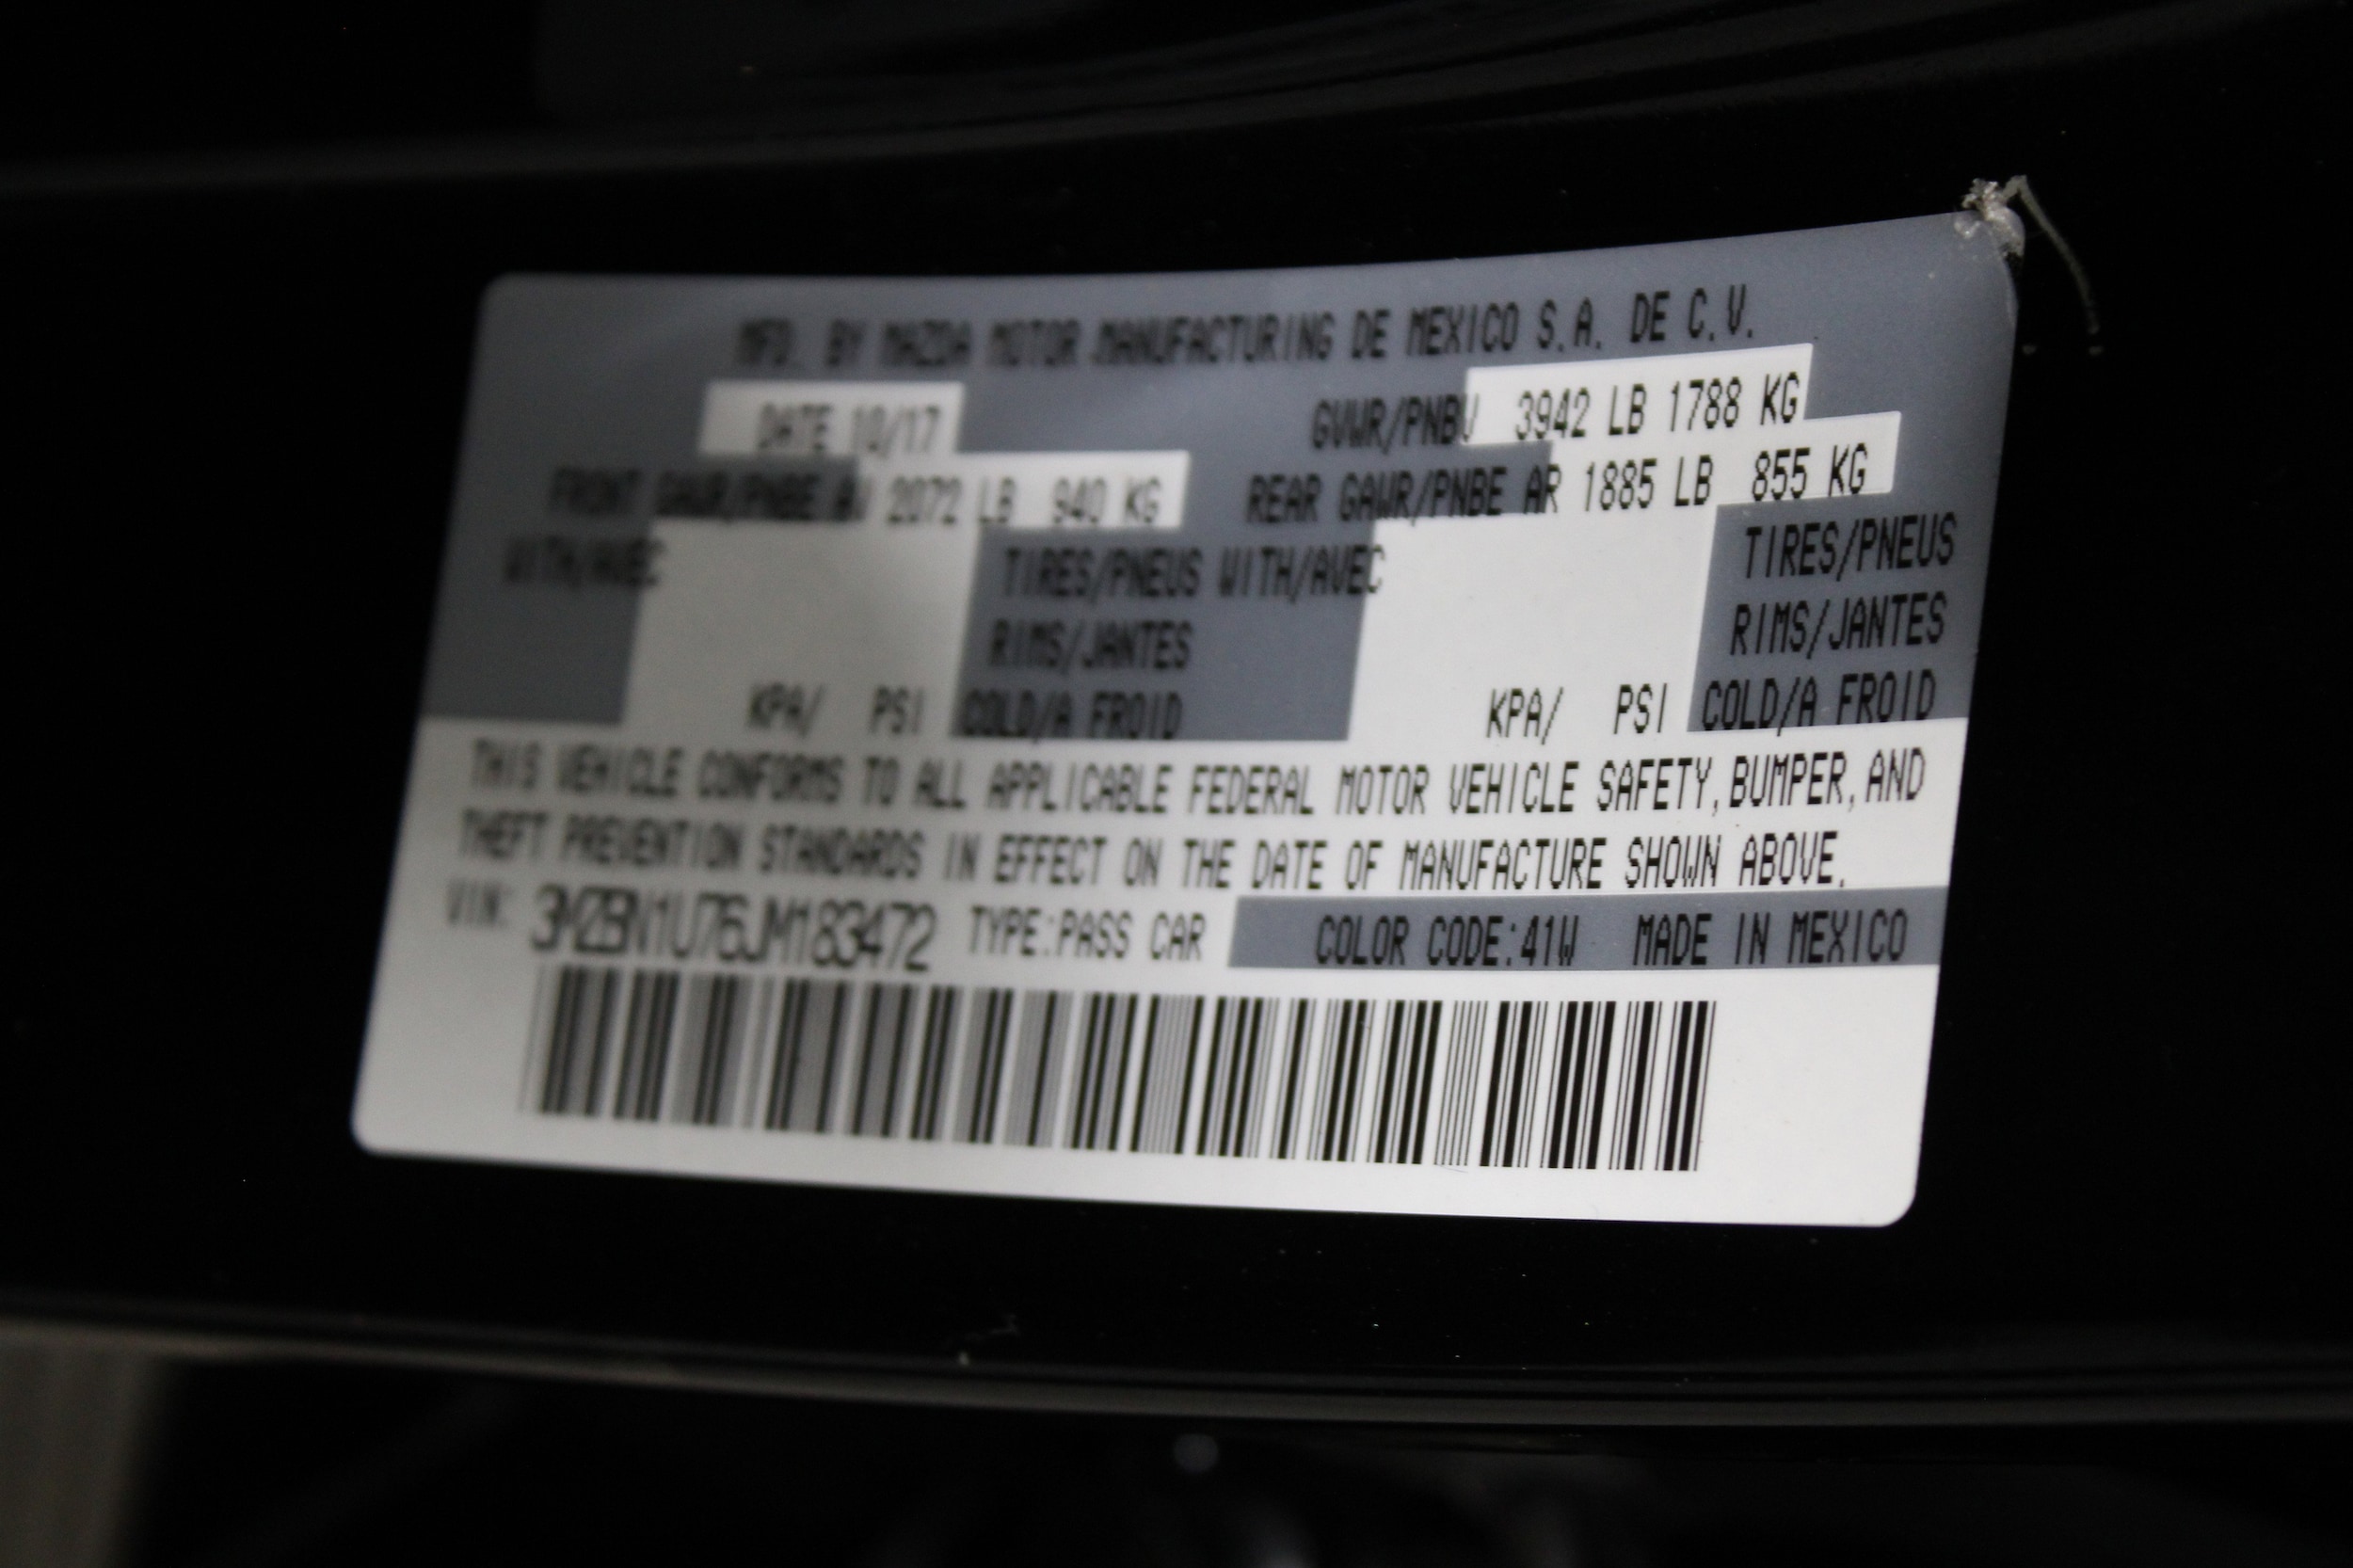 MFD. BY MAZDA MOTOR MANUFACTURING DE MEXICO S.A. DE C.V.
DATE 10/17 GVWR/PNBV 3942 LB 1788 KG
FRONT GAWR/PNBE AV 2072 LB 940 KG REAR GAWR/PNBE AR 1885 LB 855 KG
WITH/AVEC TIRES/PNEUS WITH/AVEC TIRES/PNEUS
RIMS/JANTES RIMS/JANTES
KPA/ PSI COLD/A FROID KPA/ PSI COLD/A FROID
THIS VEHICLE CONFORMS TO ALL APPLICABLE FEDERAL MOTOR VEHICLE SAFETY, BUMPER, AND
THEFT PREVENTION STANDARDS IN EFFECT ON THE DATE OF MANUFACTURE SHOWN ABOVE.
VIN: 3MZBN1U76JM183472 TYPE:PASS CAR COLOR CODE:41W MADE IN MEXICO